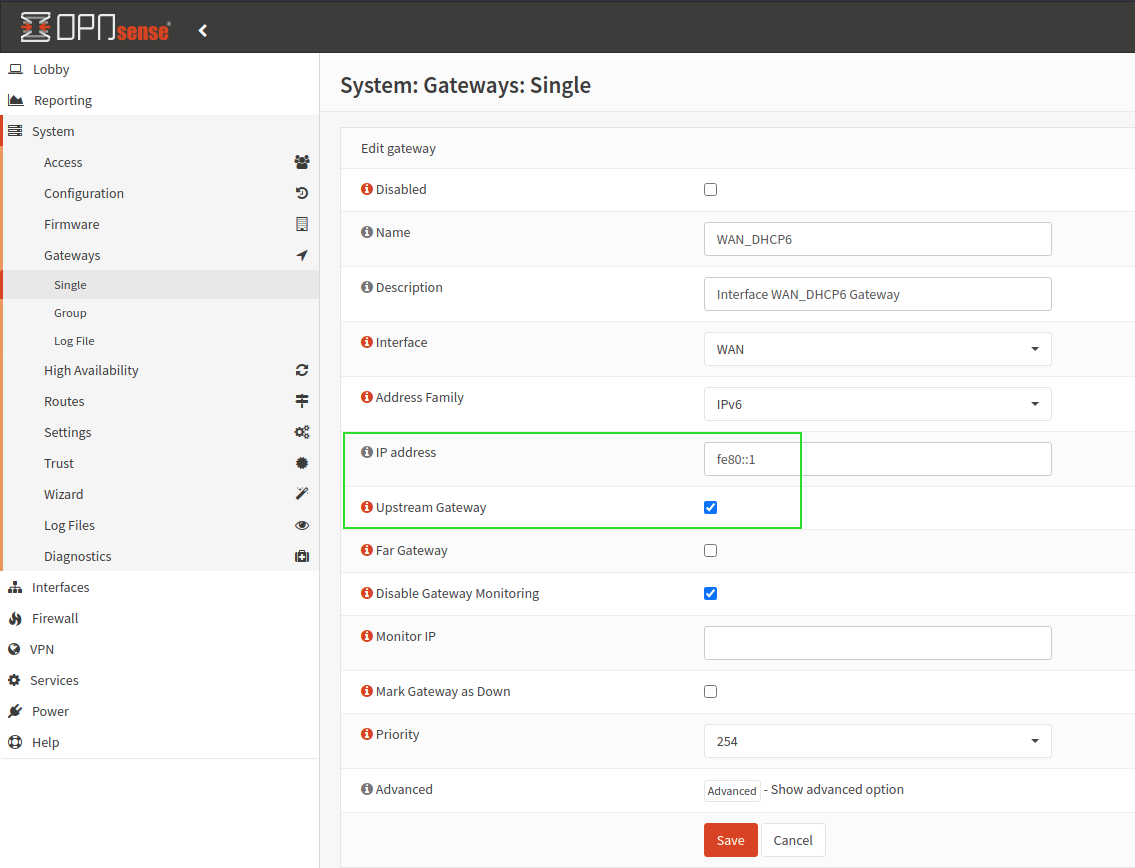 OPNsense
Lobby
Reporting
System
Access
Configuration
Firmware
Gateways
Single
Group
Log File
High Availability
Routes
Settings
Trust
Wizard
Log Files
Diagnostics
Interfaces
Firewall
VPN
Services
Power
Help
System: Gateways: Single
Edit gateway
Disabled
Name WAN_DHCP6
Description Interface WAN_DHCP6 Gateway
Interface WAN
Address Family IPv6
IP address fe80::1
Upstream Gateway
Far Gateway
Disable Gateway Monitoring
Monitor IP
Mark Gateway as Down
Priority 254
Advanced Advanced - Show advanced option
Save Cancel